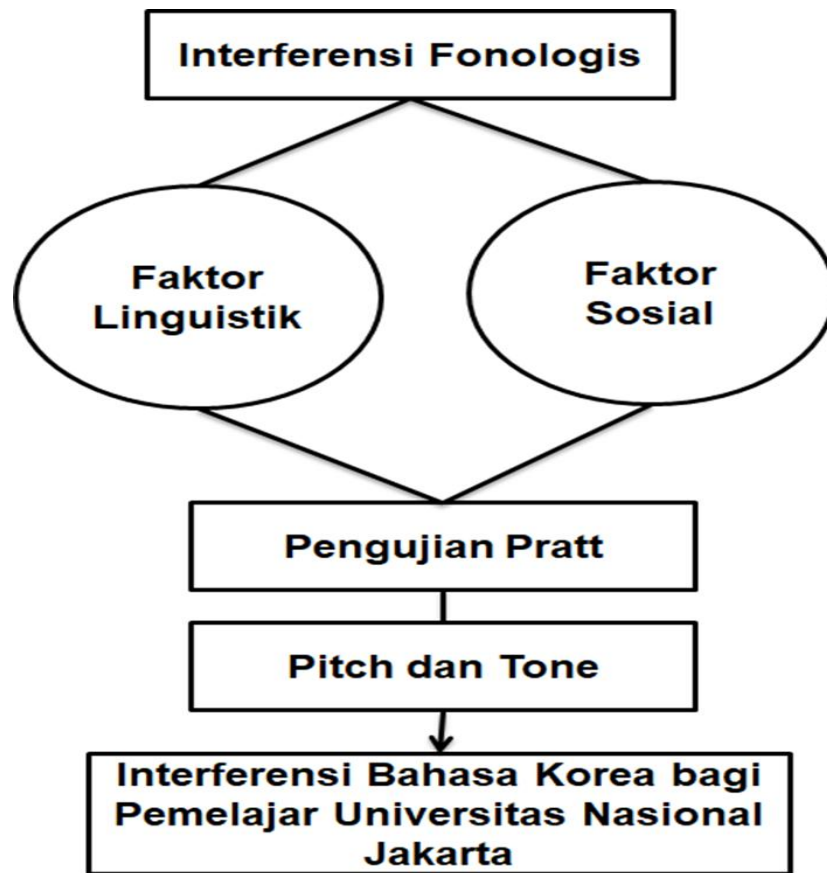 Interferensi Fonologis
Faktor
Linguistik
Faktor
Sosial
Pengujian Pratt
Pitch dan Tone
Interferensi Bahasa Korea bagi
Pemelajar Universitas Nasional
Jakarta